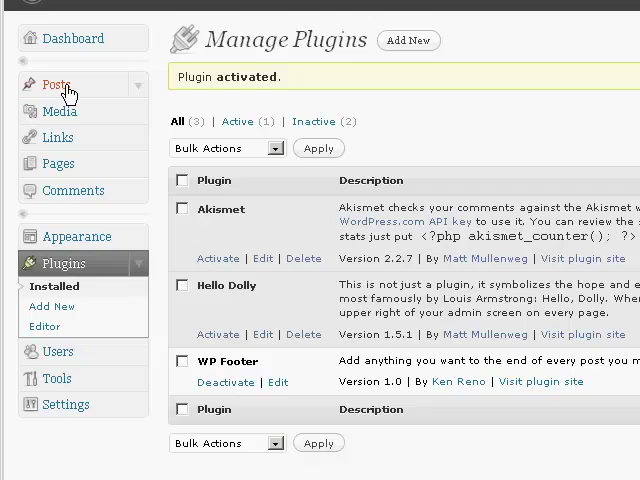 Dashboard
Posts
Media
Links
Pages
Comments
Appearance
Plugins
Installed
Add New
Editor
Users
Tools
Settings
Manage Plugins Add New
Plugin activated.
All (3) | Active (1) | Inactive (2)
Bulk Actions Apply
Plugin Description
Akismet Akismet checks your comments against the Akismet w
WordPress.com API key to use it. You can review the s
stats just put <?php akismet_counter(); ?>
Activate | Edit | Delete Version 2.2.7 | By Matt Mullenweg | Visit plugin site
Hello Dolly This is not just a plugin, it symbolizes the hope and e
most famously by Louis Armstrong: Hello, Dolly. Whe
upper right of your admin screen on every page.
Activate | Edit | Delete Version 1.5.1 | By Matt Mullenweg | Visit plugin site
WP Footer Add anything you want to the end of every post you m
Deactivate | Edit Version 1.0 | By Ken Reno | Visit plugin site
Plugin Description
Bulk Actions Apply